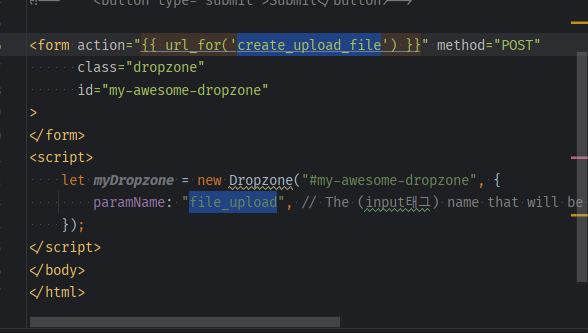 <button type="submit">Submit</button>-->
<form action="{{ url_for('create_upload_file') }}" method="POST"
class="dropzone"
id="my-awesome-dropzone"
>
</form>
<script>
let myDropzone = new Dropzone("#my-awesome-dropzone", {
paramName: "file_upload", // The (input태그) name that will be
});
</script>
</body>
</html>